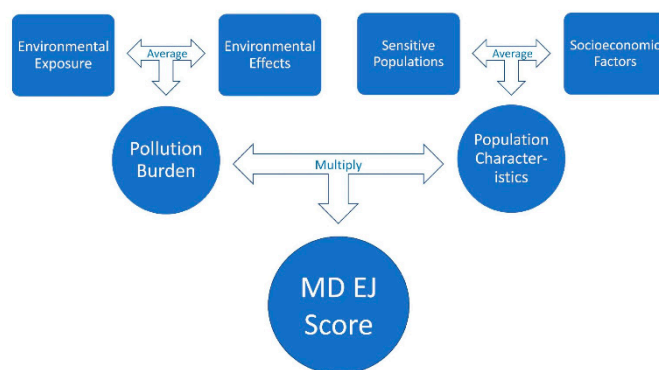 Environmental
Exposure
Average
Environmental
Effects
Sensitive
Populations
Average
Socioeconomic
Factors
Pollution
Burden
Multiply
Population
Character-
istics
MD EJ
Score